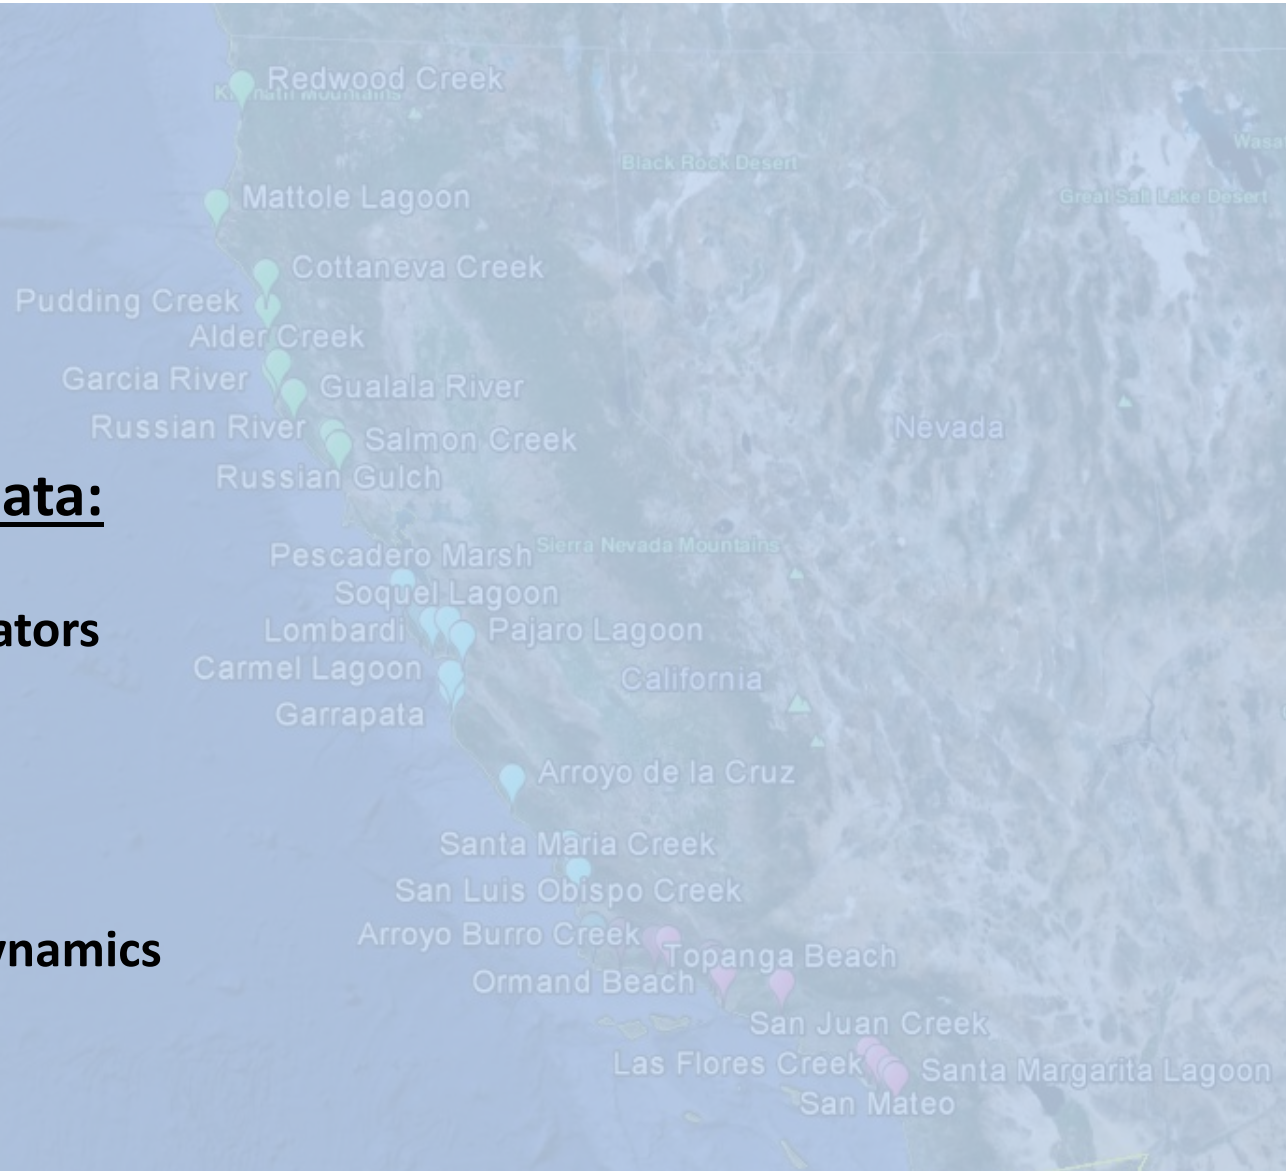 Redwood Creek
Klamath Mountains
Black Rock Desert
Wasa
Great Salt Lake Desert
Mattole Lagoon
Cottaneva Creek
Pudding Creek
Alder Creek
Garcia River
Gualala River
Russian River
Nevada
Salmon Creek
Russian Gulch
ata:
Pescadero Marsh
Sierra Nevada Mountains
Soquel Lagoon
ators
Lombardi
Pajaro Lagoon
Carmel Lagoon
California
Garrapata
Arroyo de la Cruz
Santa Maria Creek
San Luis Obispo Creek
Arroyo Burro Creek
ynamics
Topanga Beach
Ormand Beach
San Juan Creek
Las Flores Creek
Santa Margarita Lagoon
San Mateo